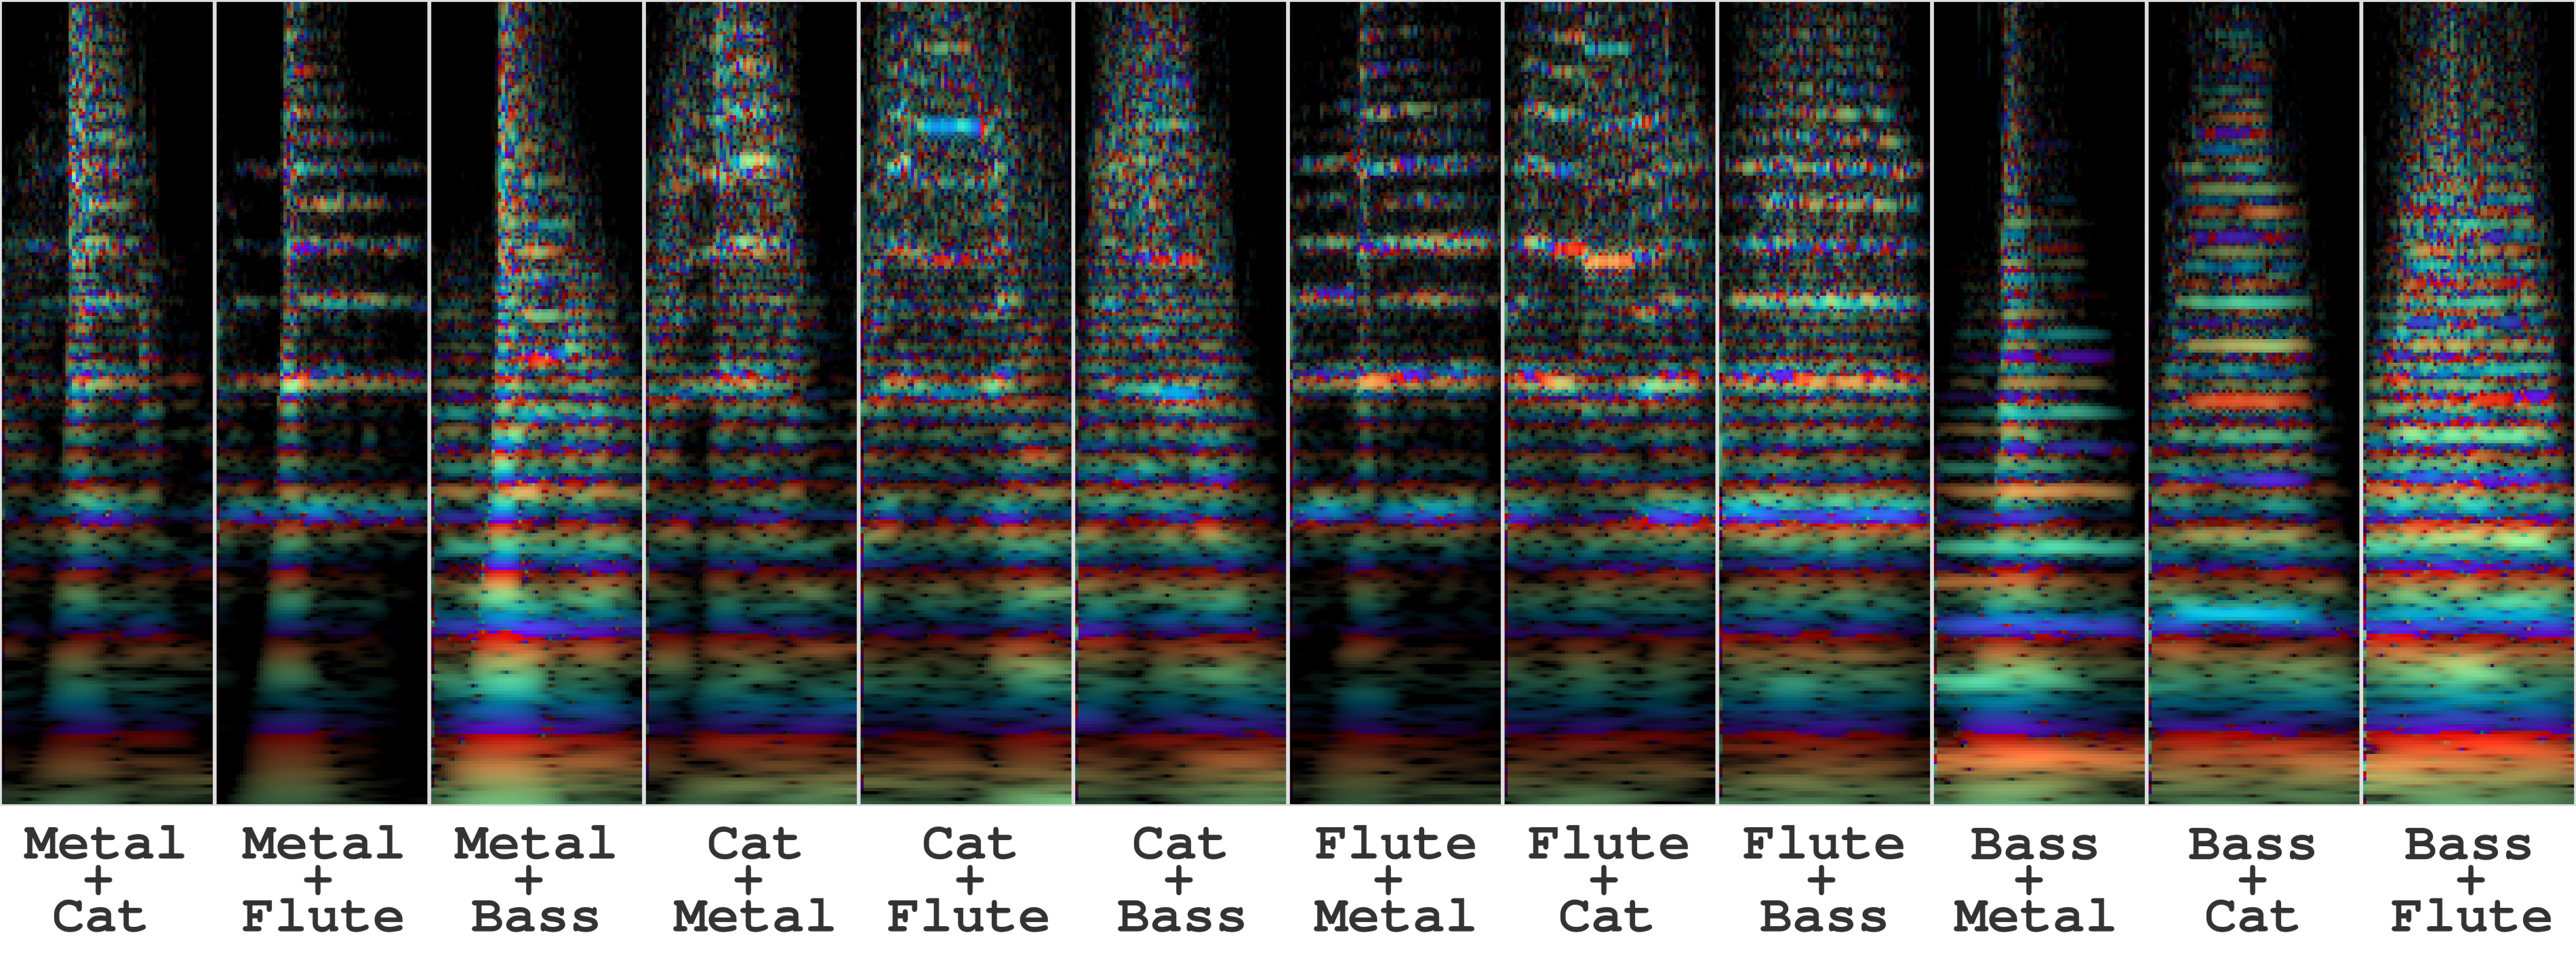 Metal + Cat
Metal + Flute
Metal + Bass
Cat + Metal
Cat + Flute
Cat + Bass
Flute + Metal
Flute + Cat
Flute + Bass
Bass + Metal
Bass + Cat
Bass + Flute